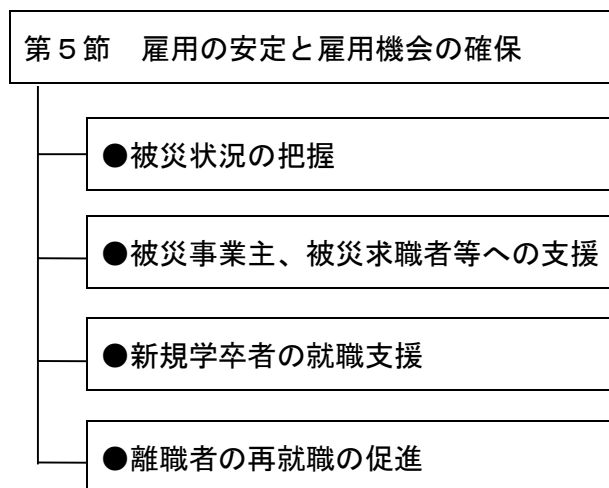 第５節　雇用の安定と雇用機会の確保
●被災状況の把握
●被災事業主、被災求職者等への支援
●新規学卒者の就職支援
●離職者の再就職の促進